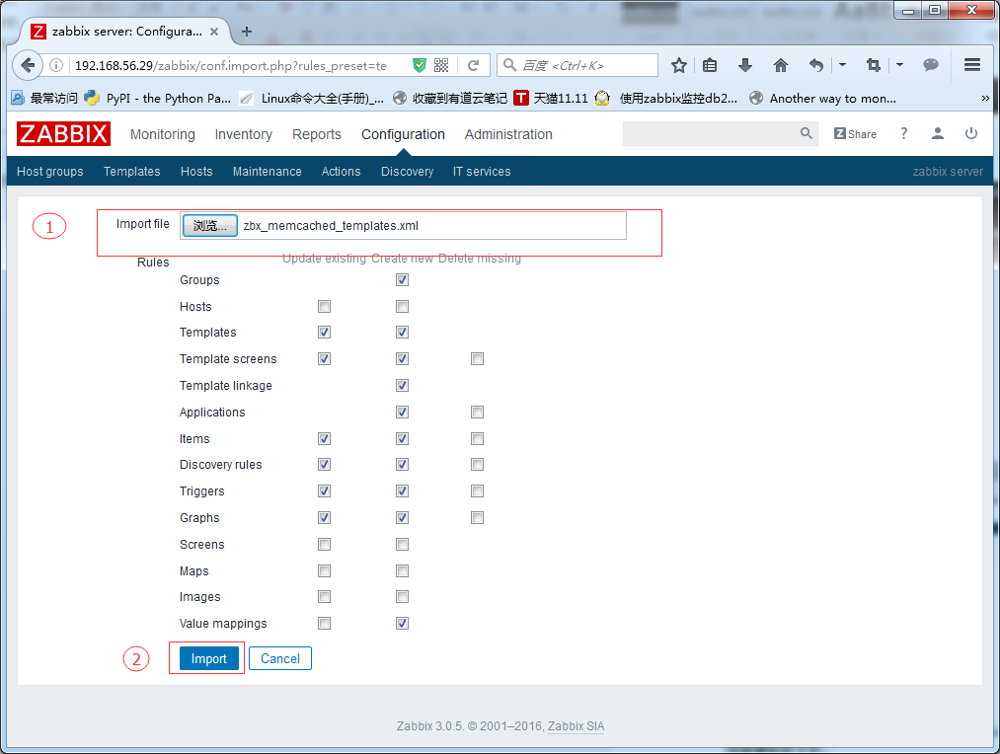 zabbix server: Configura...
192.168.56.29/zabbix/conf.import.php?rules_preset=te
百度 <Ctrl+K>
最常访问 PyPI - the Python Pa... Linux命令大全(手册)_... 收藏到有道云笔记 天猫11.11 使用zabbix监控db2... Another way to mon... »
ZABBIX Monitoring Inventory Reports Configuration Administration Z Share ?
Host groups Templates Hosts Maintenance Actions Discovery IT services zabbix server
1 Import file 浏览... zbx_memcached_templates.xml
Rules Update existing Create new Delete missing
Groups
Hosts
Templates
Template screens
Template linkage
Applications
Items
Discovery rules
Triggers
Graphs
Screens
Maps
Images
Value mappings
2 Import Cancel
Zabbix 3.0.5. © 2001–2016, Zabbix SIA